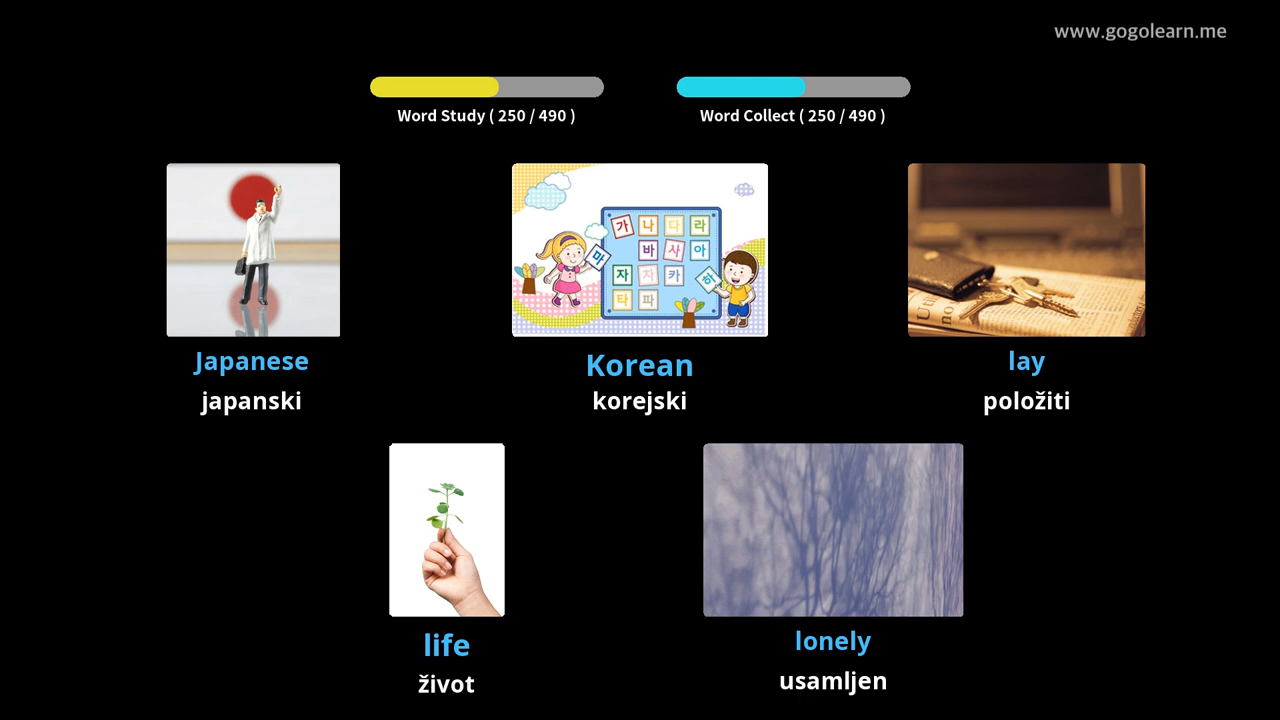 www.gogolearn.me
Word Study ( 250 / 490 )
Word Collect ( 250 / 490 )
가 나 다 라
마 바 사 아
자 차 카 하
타 파
Japanese
japanski
Korean
korejski
lay
položiti
life
život
lonely
usamljen